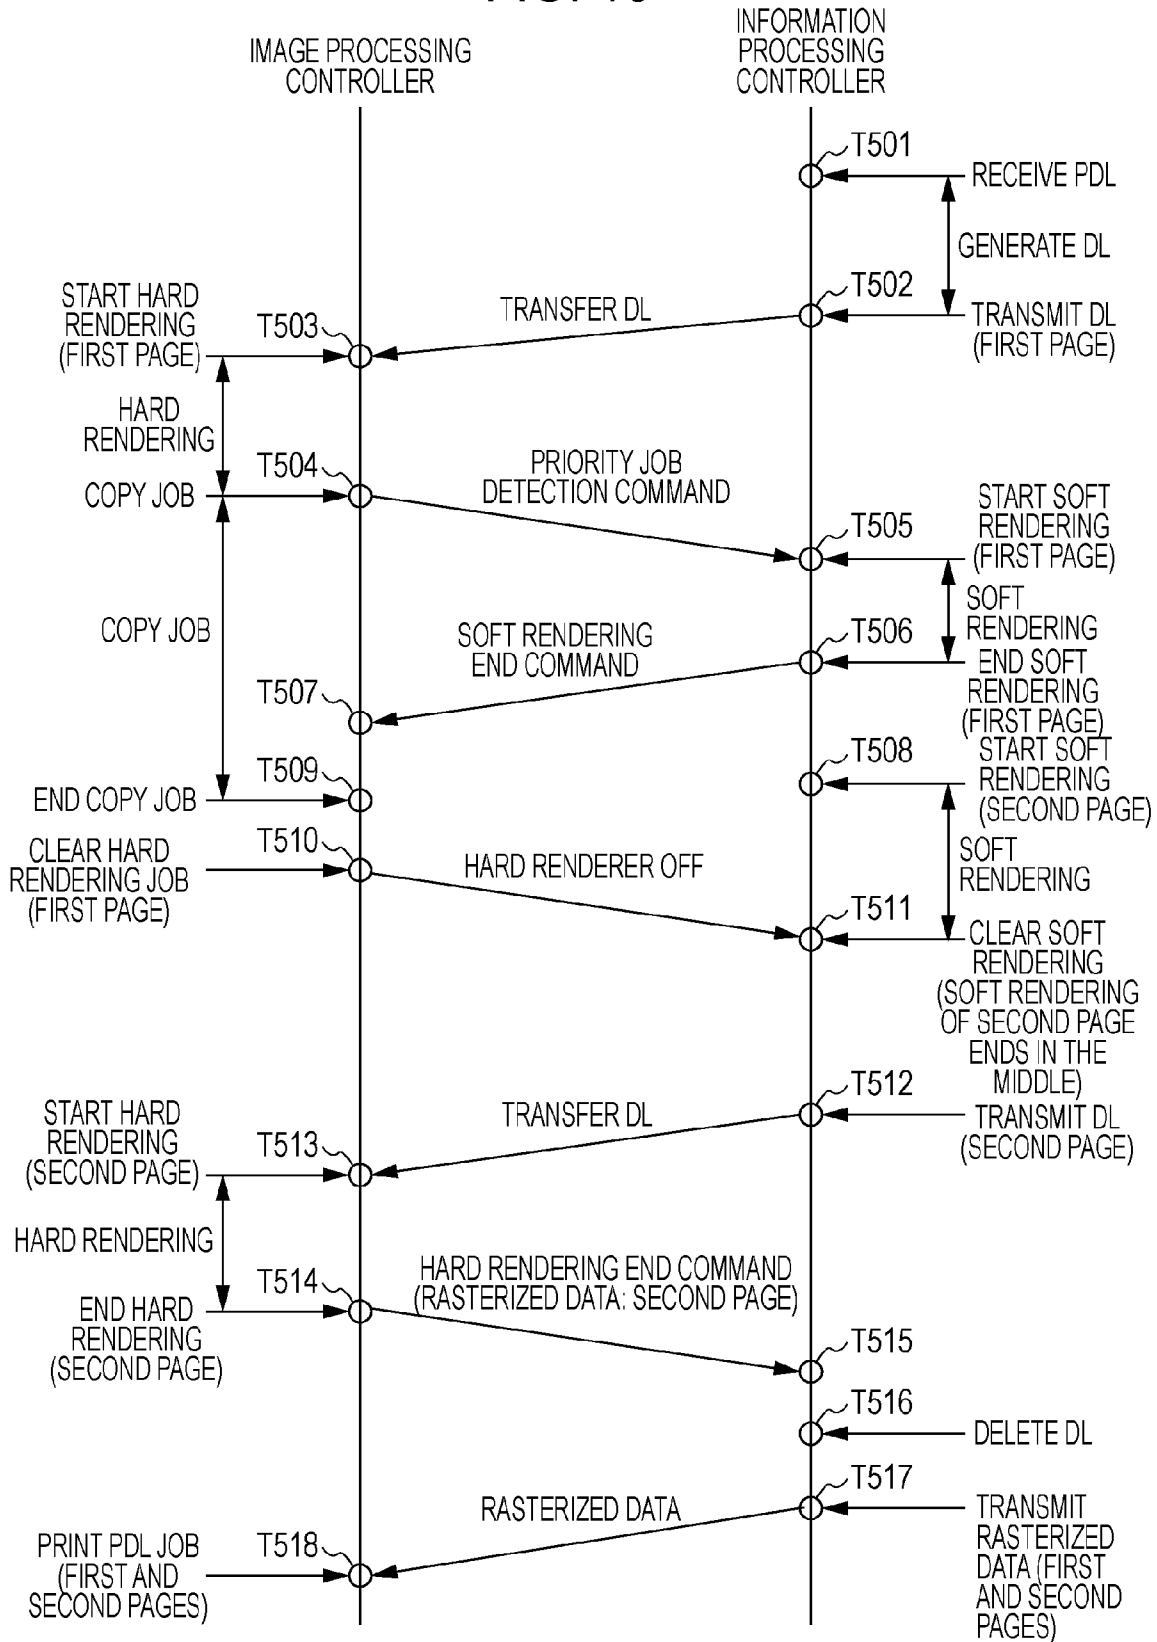 IMAGE PROCESSING
CONTROLLER
INFORMATION
PROCESSING
CONTROLLER
T501
RECEIVE PDL
GENERATE DL
T502
TRANSMIT DL
(FIRST PAGE)
TRANSFER DL
START HARD
RENDERING
(FIRST PAGE)
T503
HARD
RENDERING
T504
COPY JOB
PRIORITY JOB
DETECTION COMMAND
START SOFT
RENDERING
(FIRST PAGE)
T505
COPY JOB
SOFT
RENDERING
T506
SOFT RENDERING
END COMMAND
END SOFT
RENDERING
(FIRST PAGE)
T507
T508
START SOFT
RENDERING
(SECOND PAGE)
T509
END COPY JOB
T510
CLEAR HARD
RENDERING JOB
(FIRST PAGE)
HARD RENDERER OFF
SOFT
RENDERING
T511
CLEAR SOFT
RENDERING
(SOFT RENDERING
OF SECOND PAGE
ENDS IN THE
MIDDLE)
T512
TRANSMIT DL
(SECOND PAGE)
TRANSFER DL
START HARD
RENDERING
(SECOND PAGE)
T513
HARD RENDERING
HARD RENDERING END COMMAND
(RASTERIZED DATA: SECOND PAGE)
T514
END HARD
RENDERING
(SECOND PAGE)
T515
T516
DELETE DL
T517
TRANSMIT
RASTERIZED
DATA (FIRST
AND SECOND
PAGES)
RASTERIZED DATA
PRINT PDL JOB
(FIRST AND
SECOND PAGES)
T518